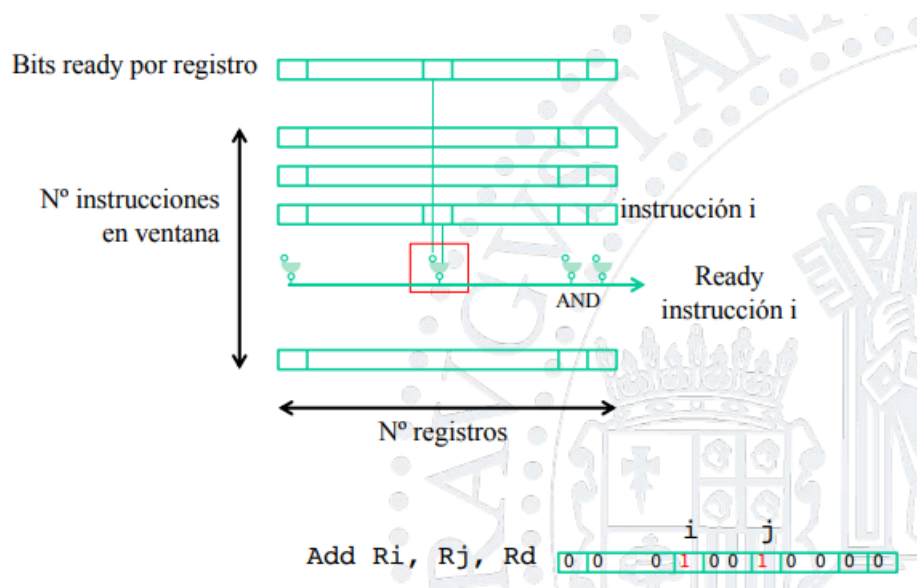 Bits ready por registro
Nº instrucciones
en ventana
instrucción i
AND
Ready
instrucción i
Nº registros
i j
Add Ri, Rj, Rd 0 0 0 1 0 0 1 0 0 0 0